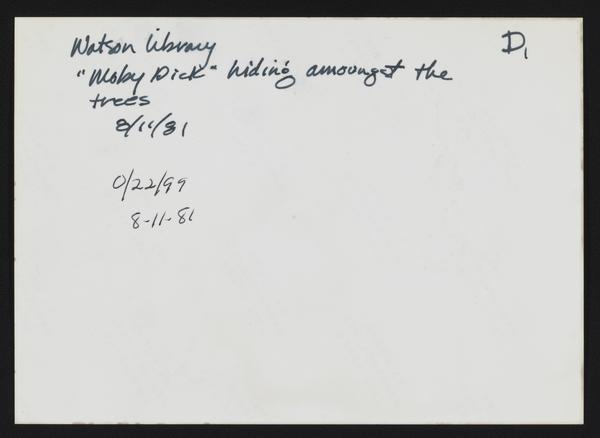 Watson library
D1
"Moby Dick" hiding amoungst the
trees
8/11/81
0/22/99
8-11-81